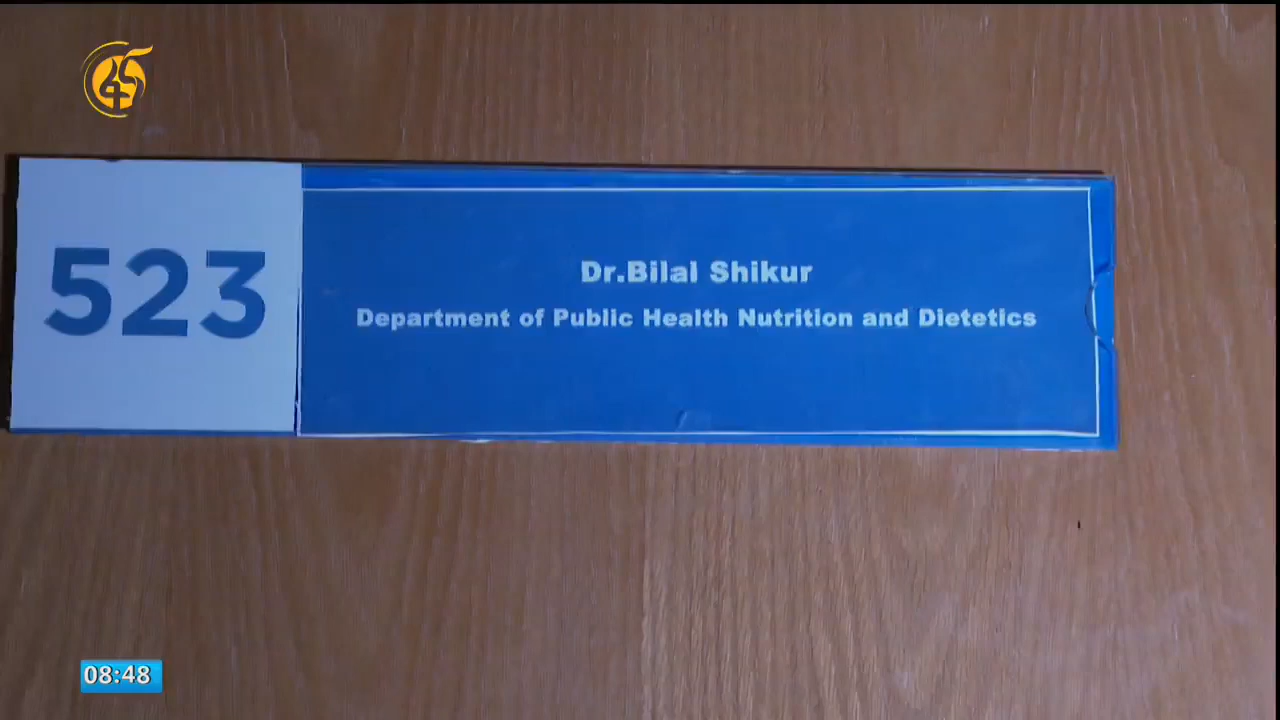 523
Dr.Bilal Shikur
Department of Public Health Nutrition and Dietetics
08:48